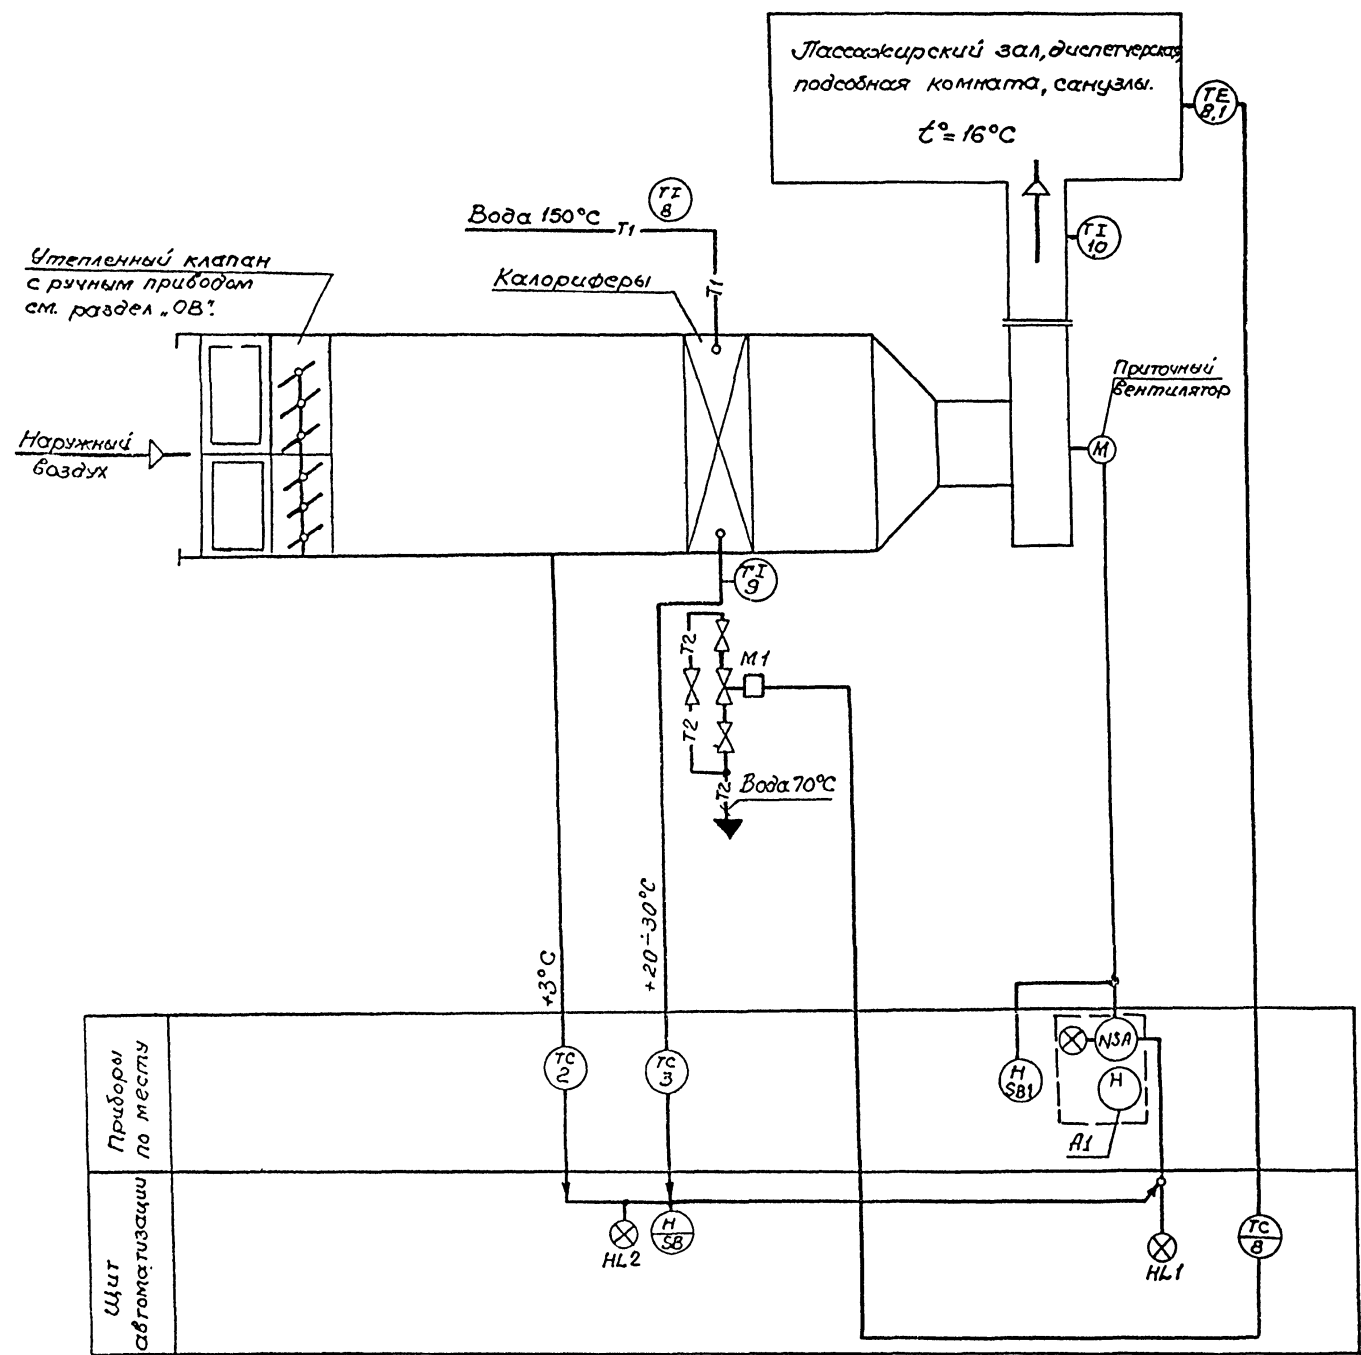 Пассажирский зал, диспетчерская,
подсобная комната, санузлы.
t°= 16°C
TE
8.1
TI
8
Вода 150°C
T1
T1
TI
10
Утепленный клапан
с ручным приводом
см. раздел „ОВ".
Калориферы
Приточный
вентилятор
M
Наружный
воздух
TI
9
T2
M1
T2
T2
Вода 70°C
+3°C
+20÷30°C
Приборы
по месту
TC
2
TC
3
H
SB1
NSA
H
A1
Щит
автоматизации
HL2
H
SB
HL1
TC
8